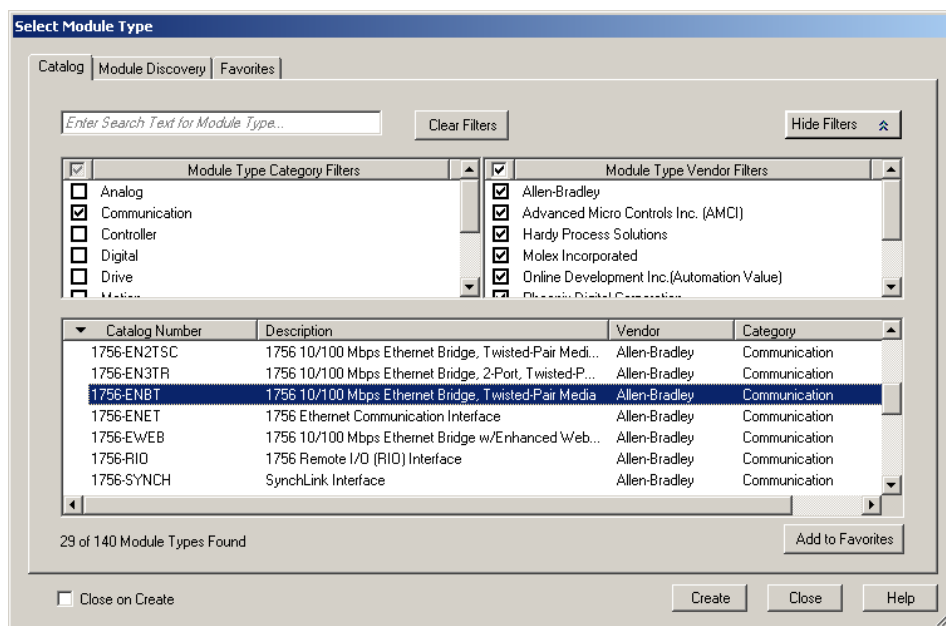 Select Module Type
Catalog Module Discovery Favorites
Enter Search Text for Module Type...
Clear Filters
Hide Filters
Module Type Category Filters
Analog
Communication
Controller
Digital
Drive
Motion
Module Type Vendor Filters
Allen-Bradley
Advanced Micro Controls Inc. (AMCI)
Hardy Process Solutions
Molex Incorporated
Online Development Inc.(Automation Value)
Phoenix Digital Corporation
Catalog Number Description Vendor Category
1756-EN2TSC 1756 10/100 Mbps Ethernet Bridge, Twisted-Pair Medi... Allen-Bradley Communication
1756-EN3TR 1756 10/100 Mbps Ethernet Bridge, 2-Port, Twisted-P... Allen-Bradley Communication
1756-ENBT 1756 10/100 Mbps Ethernet Bridge, Twisted-Pair Media Allen-Bradley Communication
1756-ENET 1756 Ethernet Communication Interface Allen-Bradley Communication
1756-EWEB 1756 10/100 Mbps Ethernet Bridge w/Enhanced Web... Allen-Bradley Communication
1756-RIO 1756 Remote I/O (RIO) Interface Allen-Bradley Communication
1756-SYNCH SynchLink Interface Allen-Bradley Communication
29 of 140 Module Types Found
Add to Favorites
Close on Create
Create Close Help